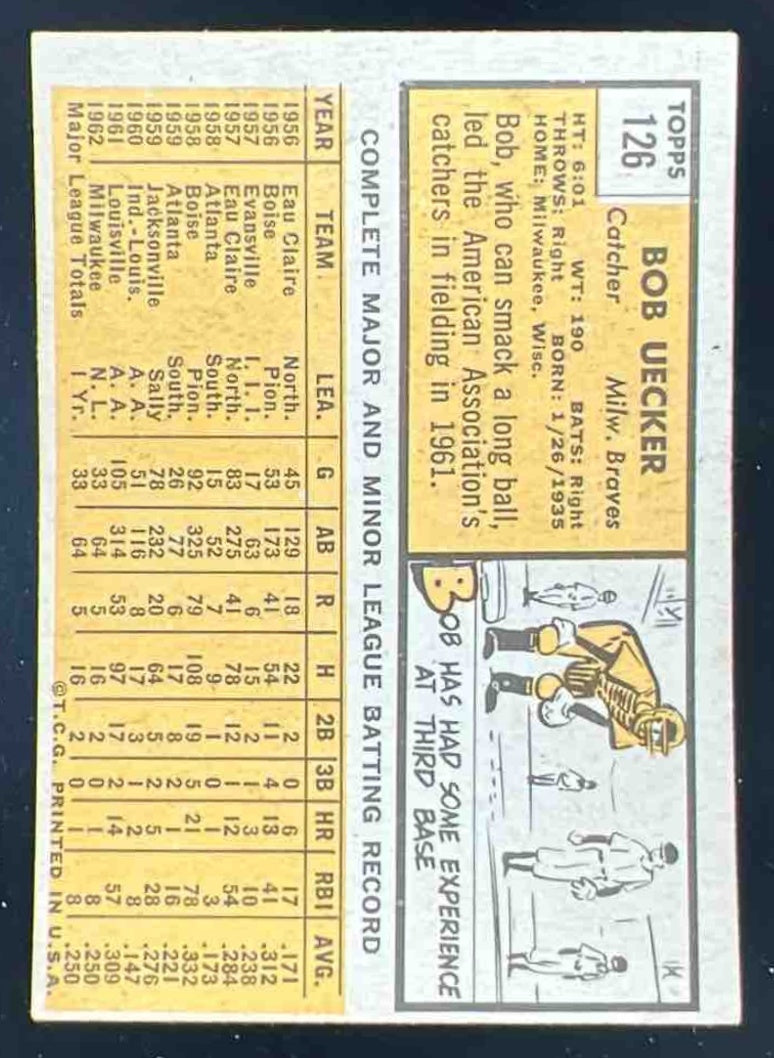 TOPPS
126
BOB UECKER
Catcher Milw. Braves
HT: 6:01 WT: 190 BATS: Right
THROWS: Right BORN: 1/26/1935
HOME: Milwaukee, Wisc.
Bob, who can smack a long ball,
led the American Association's
catchers in fielding in 1961.
BOB HAS HAD SOME EXPERIENCE
AT THIRD BASE
COMPLETE MAJOR AND MINOR LEAGUE BATTING RECORD
YEAR TEAM LEA. G AB R H 2B 3B HR RBI AVG.
1956 Eau Claire North. 45 129 18 22 2 0 6 17 .171
1956 Boise Pion. 53 173 41 54 11 4 13 41 .312
1957 Evansville I. I. I. 17 63 6 15 2 1 3 10 .238
1957 Eau Claire North. 83 275 41 78 12 1 12 54 .284
1958 Atlanta South. 15 52 7 9 1 0 1 3 .173
1958 Boise Pion. 92 325 79 108 19 5 21 78 .332
1959 Atlanta South. 26 77 6 17 8 2 1 16 .221
1959 Jacksonville Sally 78 232 20 64 5 2 5 28 .276
1960 Ind.-Louis. A. A. 51 116 8 17 3 1 2 8 .147
1961 Louisville A. A. 105 314 53 97 17 2 14 57 .309
1962 Milwaukee N. L. 33 64 5 16 2 0 1 8 .250
Major League Totals 1 Yr. 33 64 5 16 2 0 1 8 .250
©T.C.G. PRINTED IN U.S.A.